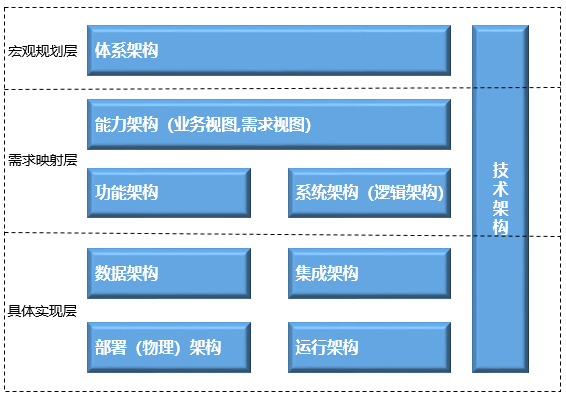 宏观规划层
体系架构
需求映射层
能力架构（业务视图,需求视图）
功能架构
系统架构（逻辑架构）
具体实现层
数据架构
集成架构
部署（物理）架构
运行架构
技术架构